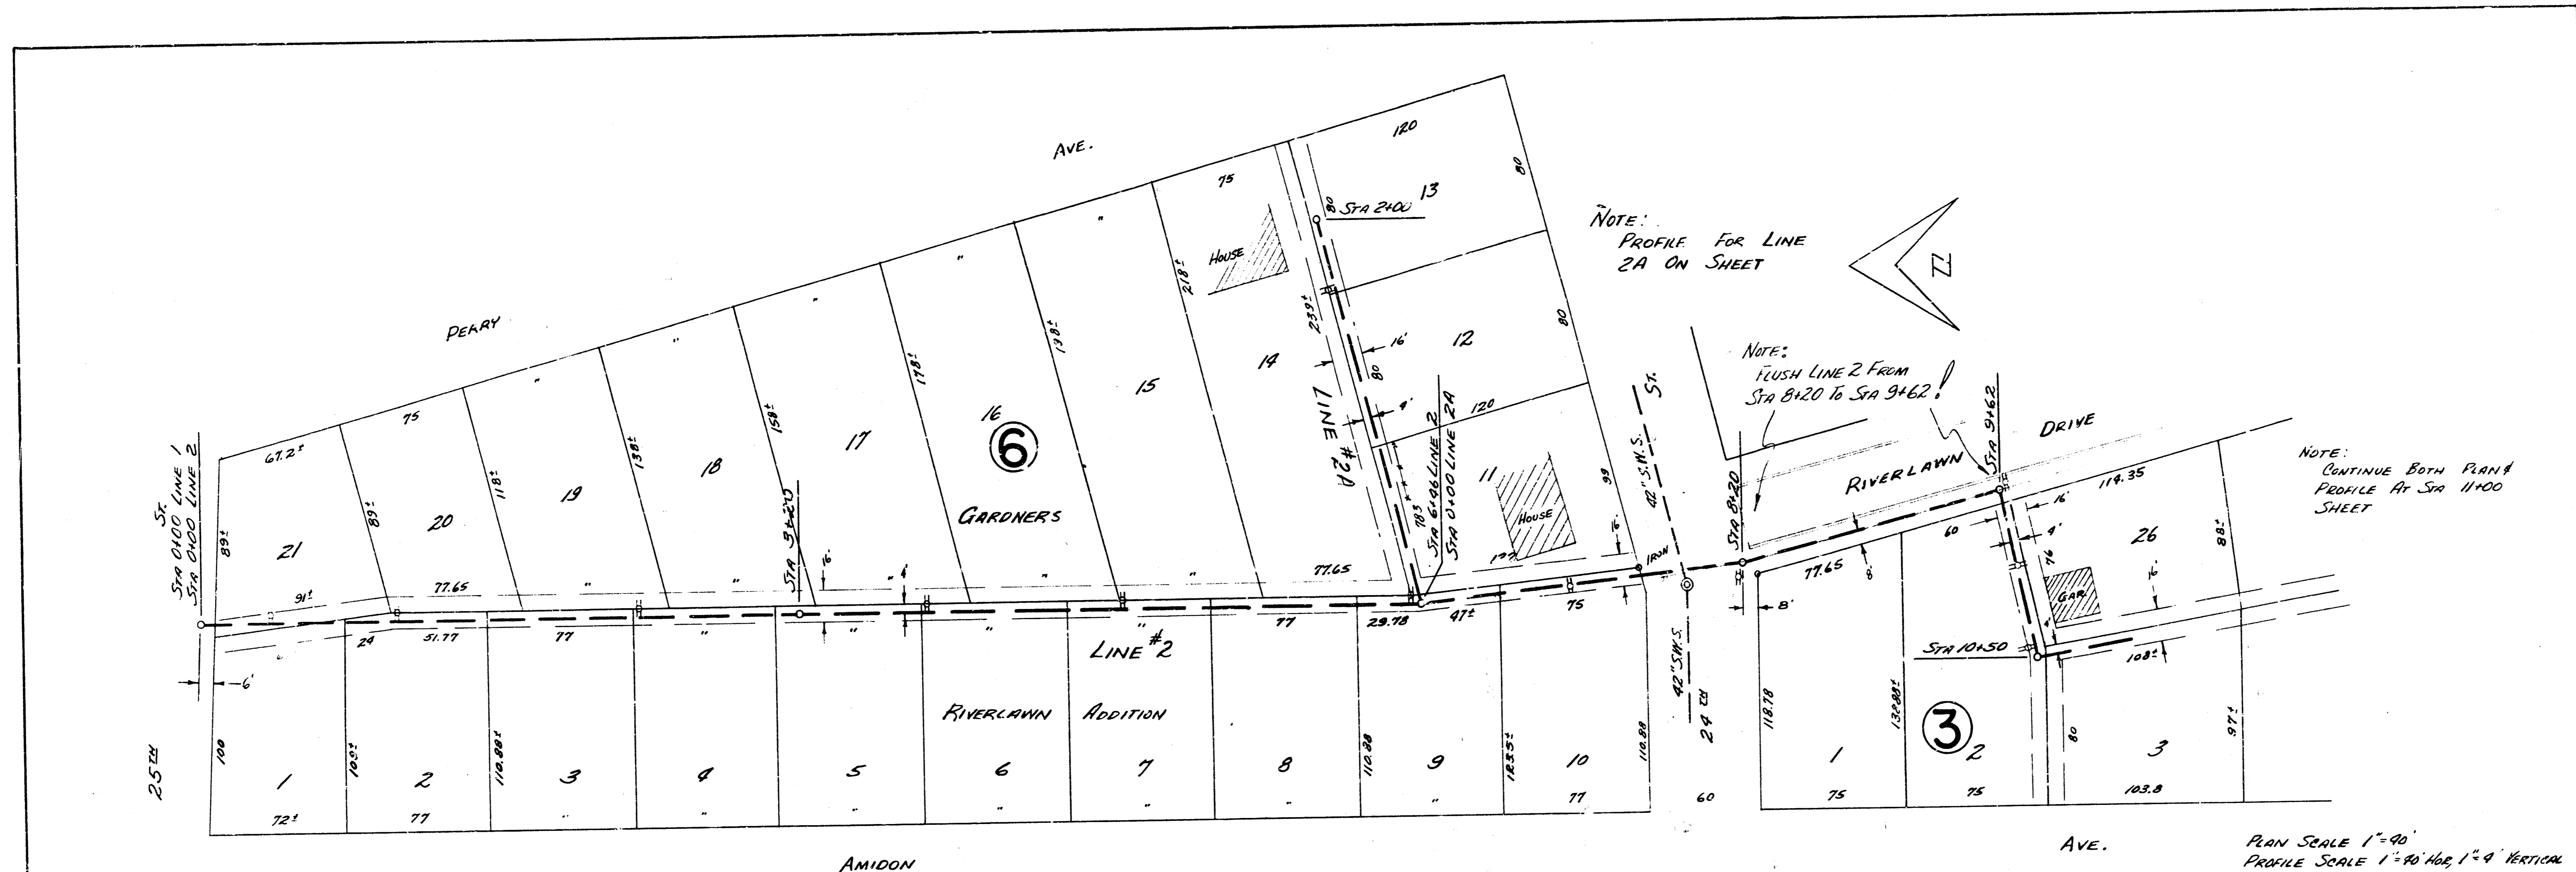 PERRY
AVE.
120
80
13
80
STA 2+00
75
HOUSE
218±
239±
NOTE:
PROFILE FOR LINE
2A ON SHEET
N
12
80
16'
80
4'
LINE #2A
14
15
198±
"
"
"
"
"
178±
158±
138±
118±
89±
89±
67.2±
75
16
6
17
18
19
20
21
GARDNERS
11
HOUSE
120
99
16'
IRON
783
STA 6+46 LINE 2
STA 0+00 LINE 2A
42" S.W.S.
ST.
NOTE:
FLUSH LINE 2 FROM
STA 8+20 TO STA 9+62!
STA 8+20
STA 9+62
RIVERLAWN
DRIVE
NOTE:
CONTINUE BOTH PLAN &
PROFILE AT STA 11+00
SHEET
114.35
16'
4'
60
76
26
88±
GAR.
16'
4'
77.65
8'
8'
ST.
STA 0+00 LINE 1
STA 0+00 LINE 2
STA 3+25
91±
77.65
"
"
"
"
"
77.65
4'
6'
24
51.77
77
"
"
"
"
77
29.78
47±
75
LINE #2
RIVERLAWN ADDITION
42" S.W.S.
24TH
STA 10+50
108±
25TH
100
110.88±
110.88
110.88
118.78
80
97±
1
2
3
4
5
6
7
8
9
10
1
3
2
3
72±
77
"
"
"
"
"
"
"
77
60
75
75
103.8
AMIDON
AVE.
PLAN SCALE 1"=40'
PROFILE SCALE 1"=40' HOR, 1"=4' VERTICAL